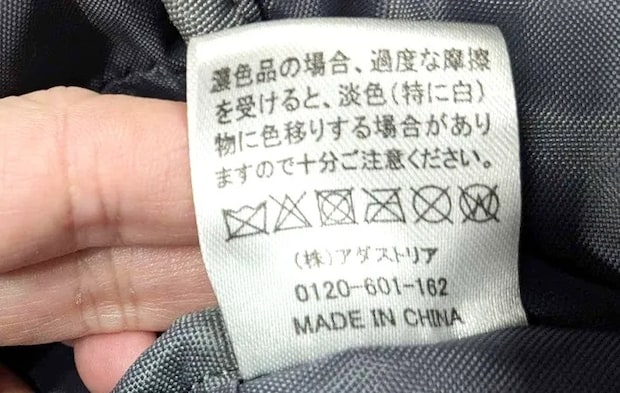 濃色品の場合、過度な摩擦
を受けると、淡色(特に白)
物に色移りする場合があり
ますので十分ご注意ください。
(株)アダストリア
0120-601-162
MADE IN CHINA